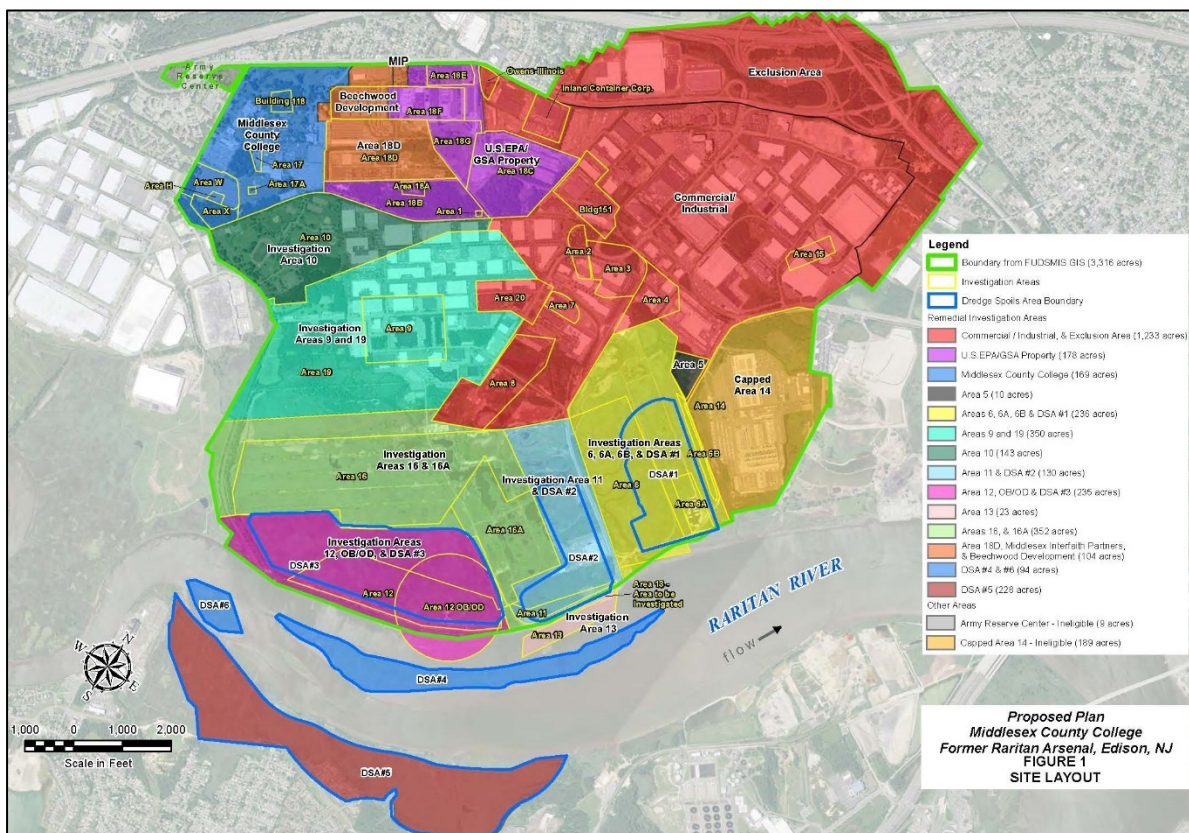 Army
Reserve
Center
MIP
Area 18E
Owens-Illinois
Exclusion Area
Inland Container Corp.
Building 118
Beechwood
Development
Area 18F
Middlesex
County
College
Area 18G
Area 18D
Area 18D
U.S.EPA/
GSA Property
Area 18C
Area 17
Area W
Area H
Area 17A
Area X
Area 18A
Area 18B
Area 1
Commercial/
Industrial
Bldg151
Area 10
Investigation
Area 10
Area 2
Area 3
Area 15
Area 20
Area 7
Area 4
Investigation
Areas 9 and 19
Area 9
Area 19
Area 8
Area 5
Capped
Area 14
Area 14
Investigation
Areas 16 & 16A
Area 16
Investigation Areas
6, 6A, 6B, & DSA #1
DSA#1
Area 6B
Area 6
Area 6A
Investigation Area 11
& DSA #2
Area 16A
DSA#2
Investigation Areas
12, OB/OD, & DSA #3
DSA#3
Area 12
Area 12 OB/OD
Area 11
Area 13 -
Area to be
Investigated
Investigation
Area 13
Area 13
DSA#6
DSA#4
DSA#5
RARITAN RIVER
flow
N
E
S
W
1,000 0 1,000 2,000
Scale in Feet
Legend
Boundary from FUDSMIS GIS (3,316 acres)
Investigation Areas
Dredge Spoils Area Boundary
Remedial Investigation Areas
Commercial / Industrial, & Exclusion Area (1,233 acres)
U.S.EPA/GSA Property (178 acres)
Middlesex County College (169 acres)
Area 5 (10 acres)
Areas 6, 6A, 6B & DSA #1 (236 acres)
Areas 9 and 19 (350 acres)
Area 10 (143 acres)
Area 11 & DSA #2 (130 acres)
Area 12, OB/OD & DSA #3 (235 acres)
Area 13 (23 acres)
Areas 16, & 16A (352 acres)
Area 18D, Middlesex Interfaith Partners,
& Beechwood Development (104 acres)
DSA #4 & #6 (94 acres)
DSA #5 (228 acres)
Other Areas
Army Reserve Center - Ineligible (9 acres)
Capped Area 14 - Ineligible (189 acres)
Proposed Plan
Middlesex County College
Former Raritan Arsenal, Edison, NJ
FIGURE 1
SITE LAYOUT